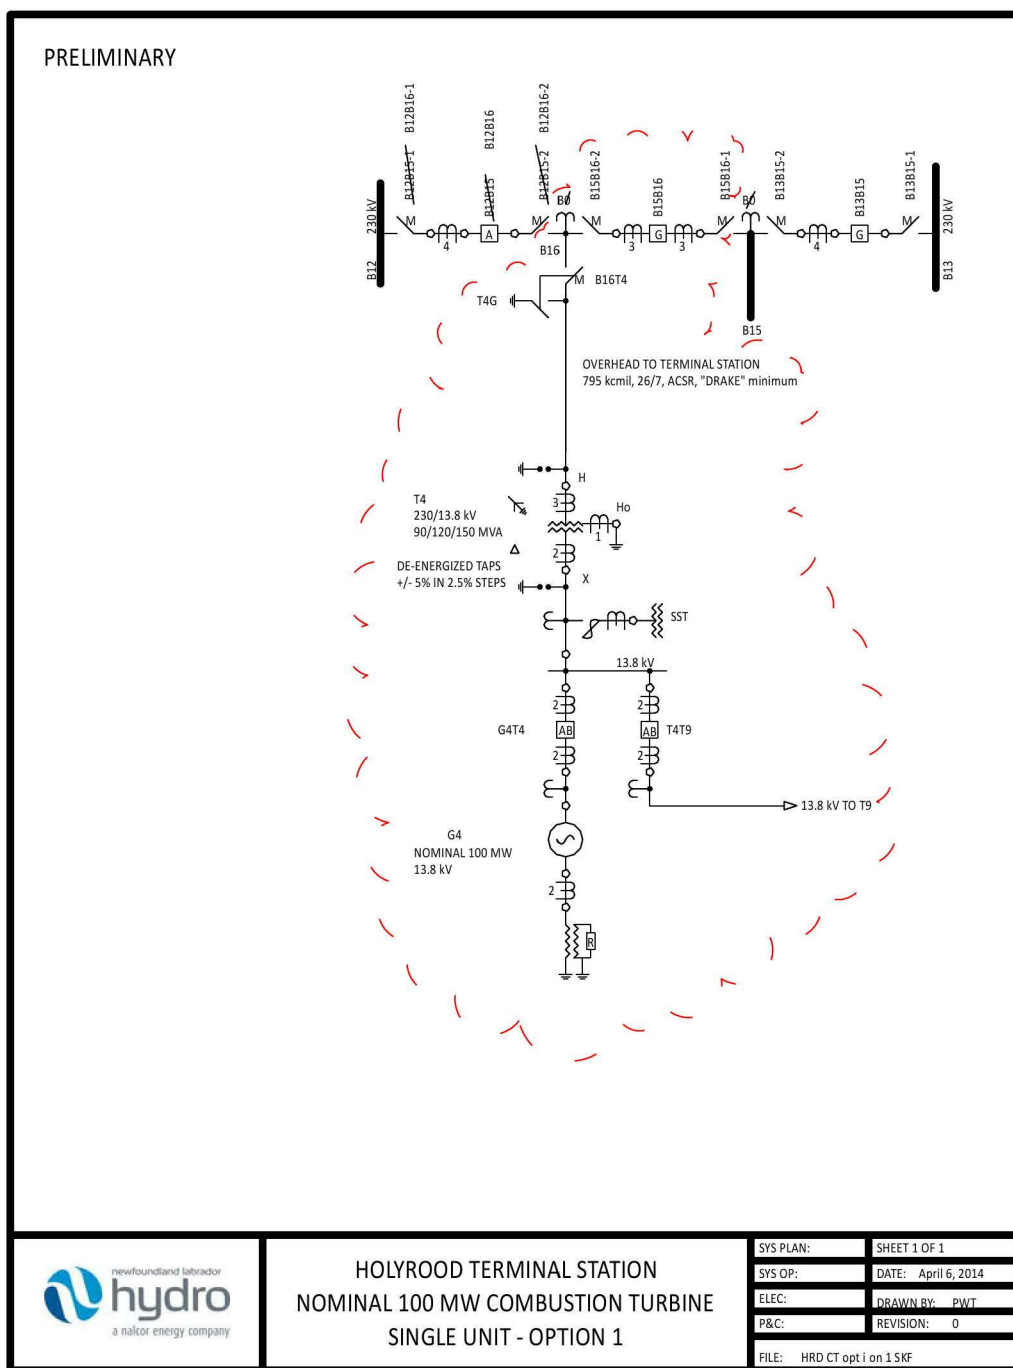 PRELIMINARY
B12B16-1
B12B16
B12B16-2
B12B15-1
B12B15
B12B15-2
B15B16-2
B15B16
B15B16-1
B13B15-2
B13B15
B13B15-1
230 kV
B12
M
4
A
M
B0
M
3
G
3
M
B0
M
4
G
M
230 kV
B13
B16
M
B16T4
T4G
B15
OVERHEAD TO TERMINAL STATION
795 kcmil, 26/7, ACSR, "DRAKE" minimum
H
T4
230/13.8 kV
90/120/150 MVA
3
Ho
1
2
DE-ENERGIZED TAPS
+/- 5% IN 2.5% STEPS
X
SST
13.8 kV
2
2
G4T4
AB
AB
T4T9
2
2
13.8 kV TO T9
G4
NOMINAL 100 MW
13.8 kV
2
R
newfoundland labrador
hydro
a nalcor energy company
HOLYROOD TERMINAL STATION
NOMINAL 100 MW COMBUSTION TURBINE
SINGLE UNIT - OPTION 1
SYS PLAN:
SHEET 1 OF 1
SYS OP:
DATE: April 6, 2014
ELEC:
DRAWN BY: PWT
P&C:
REVISION: 0
FILE: HRD CT opt i on 1 SKF